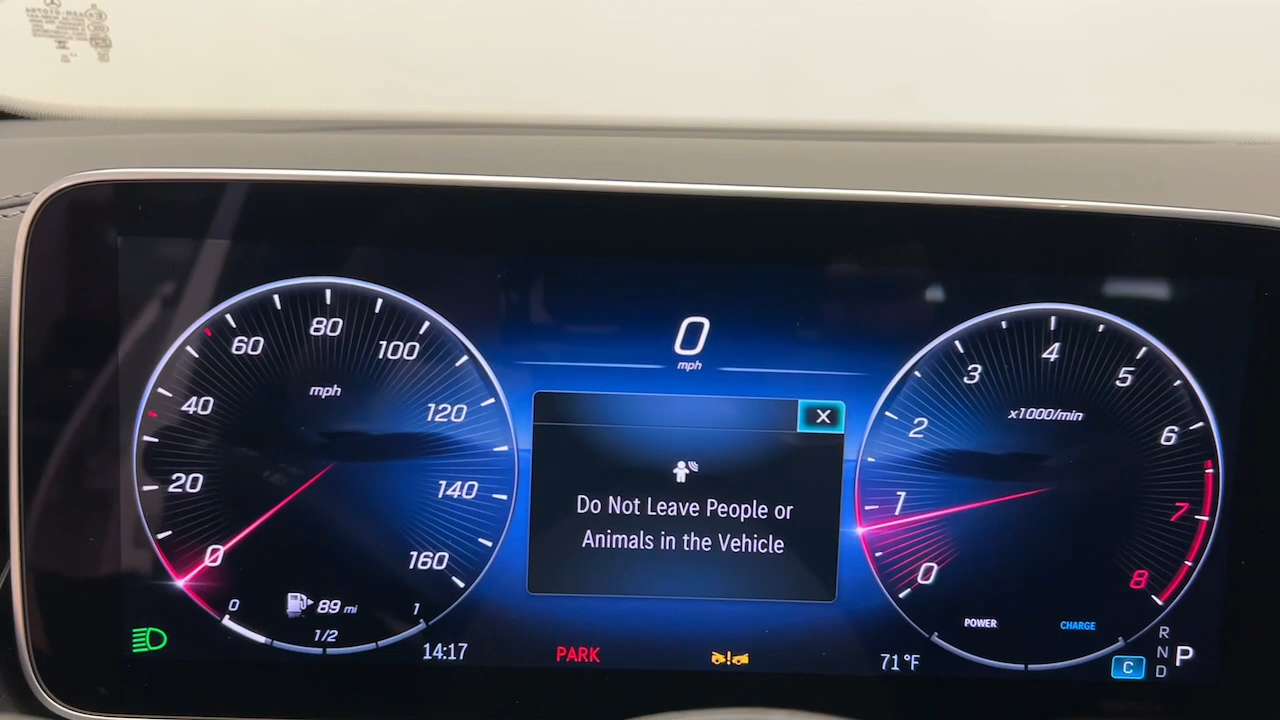 0
mph
80
60
100
mph
40
120
20
140
0
160
89 mi
0
1
1/2
X
Do Not Leave People or
Animals in the Vehicle
4
3
5
x1000/min
2
6
1
7
0
8
POWER
CHARGE
14:17
PARK
71°F
C
R
N
D
P